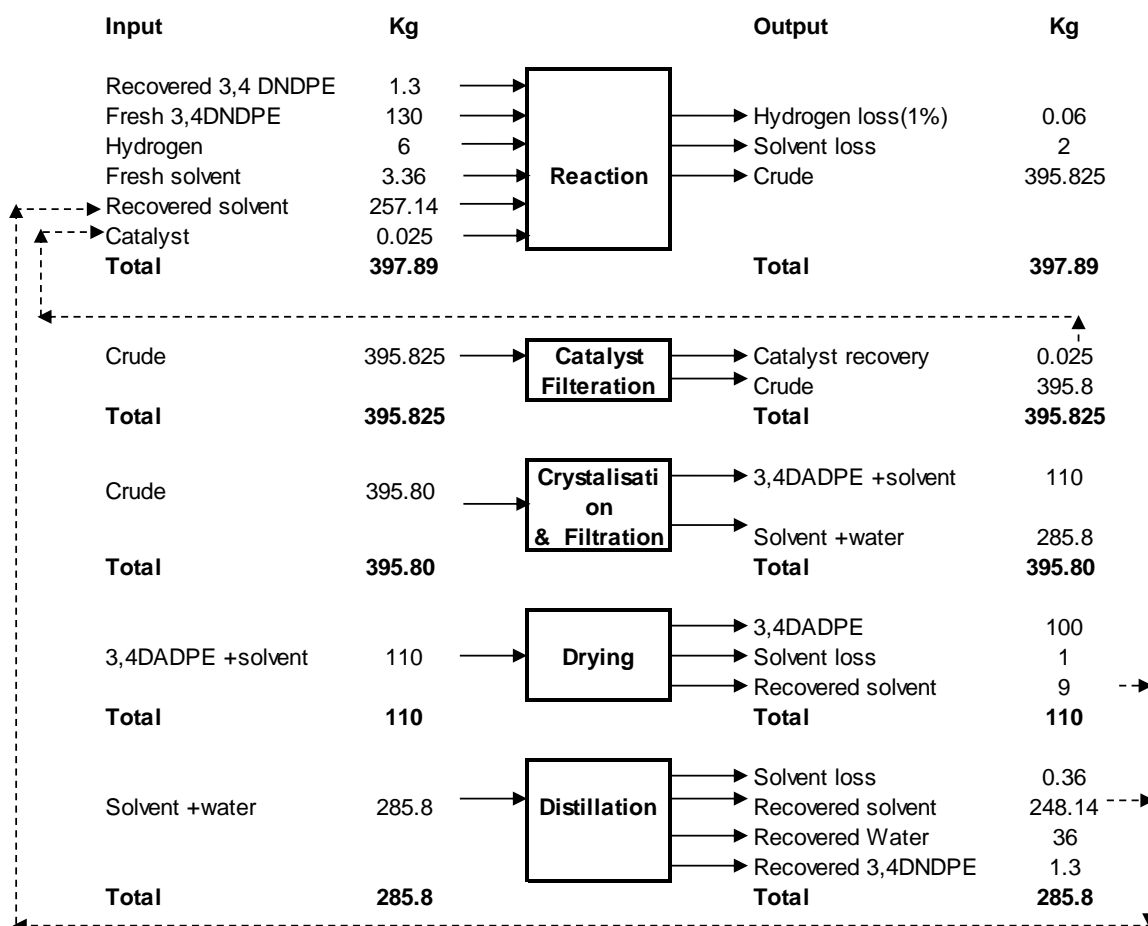 Input Kg Output Kg
Recovered 3,4 DNDPE 1.3
Fresh 3,4DNDPE 130 Hydrogen loss(1%) 0.06
Hydrogen 6 Solvent loss 2
Fresh solvent 3.36 Reaction Crude 395.825
Recovered solvent 257.14
Catalyst 0.025
Total 397.89 Total 397.89
Crude 395.825 Catalyst Catalyst recovery 0.025
Filteration Crude 395.8
Total 395.825 Total 395.825
Crystalisati 3,4DADPE +solvent 110
Crude 395.80
on
& Filtration Solvent +water 285.8
Total 395.80 Total 395.80
3,4DADPE 100
3,4DADPE +solvent 110 Drying Solvent loss 1
Recovered solvent 9
Total 110 Total 110
Solvent loss 0.36
Solvent +water 285.8 Distillation Recovered solvent 248.14
Recovered Water 36
Recovered 3,4DNDPE 1.3
Total 285.8 Total 285.8